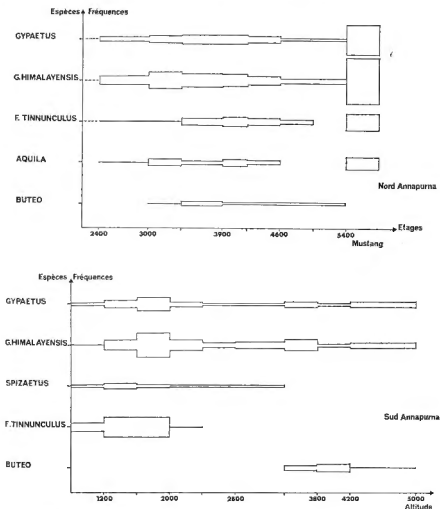 Espèces Fréquences
GYPAETUS
G.HIMALAYENSIS
F. TINNUNCULUS
AQUILA
BUTEO
Nord Annapurna
Etages
2400 3000 3900 4600 5400
Mustang
Espèces Fréquences
GYPAETUS
G.HIMALAYENSIS
SPIZAETUS
F.TINNUNCULUS
Sud Annapurna
BUTEO
1200 2000 2600 3800 4200 5000
Altitude